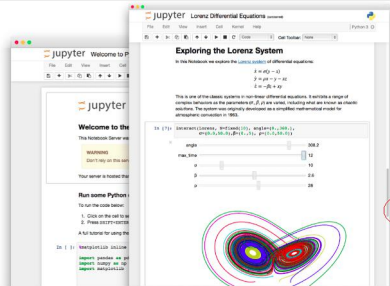 jupyter Lorenz Differential Equations
File Edit View Insert Cell Kernel Help
Python 3
Code
Cell Toolbar: None
Exploring the Lorenz System
In this Notebook we explore the Lorenz system of differential equations:
ẋ = σ(y − x)
ẏ = ρx − y − xz
ż = −βz + xy
This is one of the classic systems in non-linear differential equations. It exhibits a range of
complex behaviors as the parameters (σ, β, ρ) are varied, including what are known as chaotic
solutions. The system was originally developed as a simplified mathematical model for
atmospheric convection in 1963.
In [7]: interact(Lorenz, N=fixed(10), angle=(0.,360.),
σ=(0.0,50.0),β=(0.,5), ρ=(0.0,50.0))
angle 308.2
max_time 12
σ 10
β 2.6
ρ 28
jupyter Welcome to P
File Edit View Insert Cell
jupyter
Welcome to the
This Notebook Server was
WARNING
Don't rely on this serv
Your server is hosted than
Run some Python
To run the code below:
1. Click on the cell to se
2. Press SHIFT+ENTER
A full tutorial for using the
In [ ]: %matplotlib inline
import pandas as pd
import numpy as np
import matplotlib